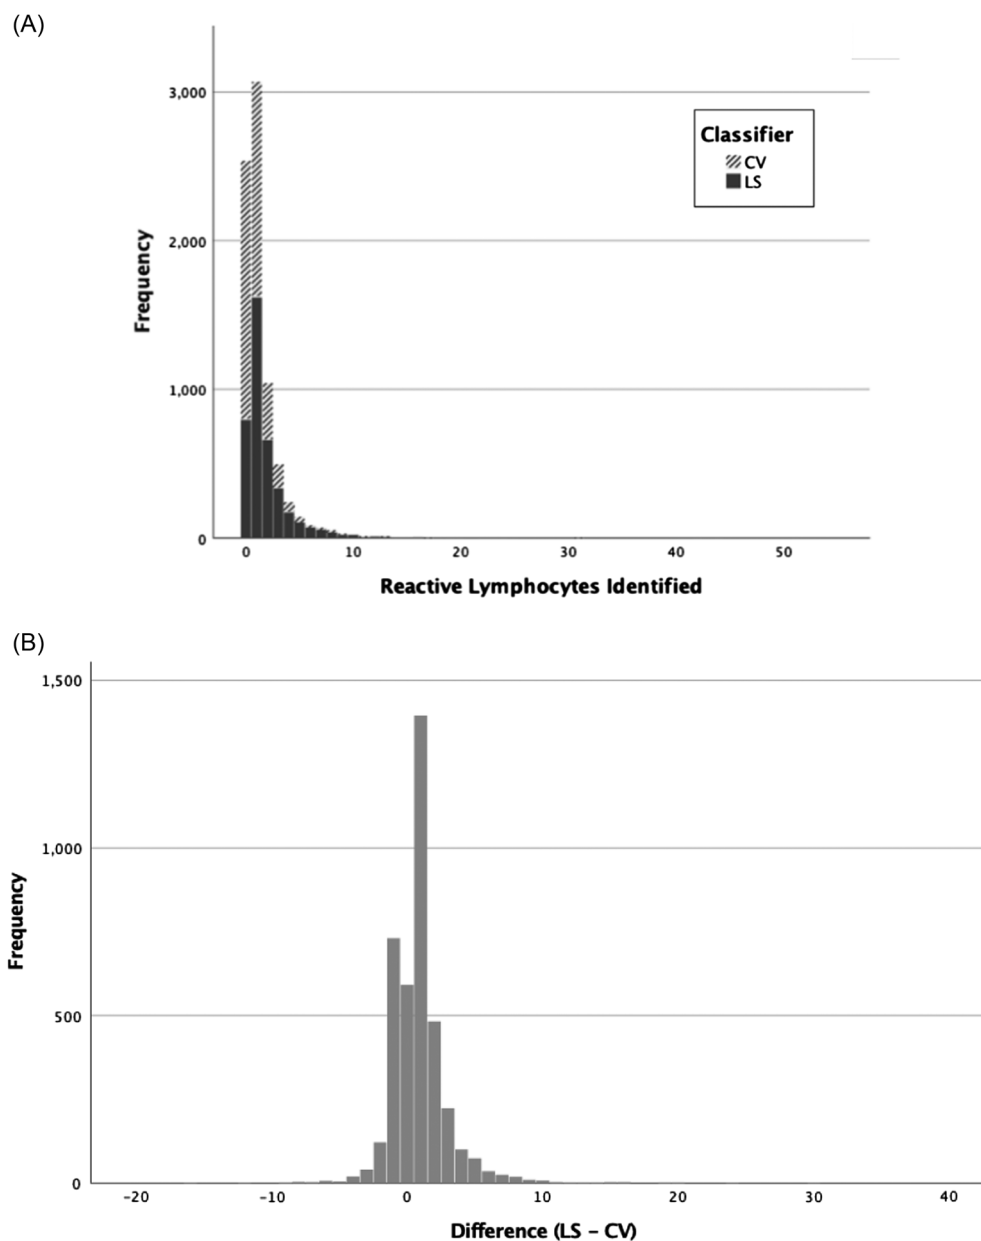 (A)
3,000
2,000
1,000
0
Frequency
Classifier
CV
LS
0 10 20 30 40 50
Reactive Lymphocytes Identified
(B)
1,500
1,000
500
0
Frequency
−20 −10 0 10 20 30 40
Difference (LS − CV)